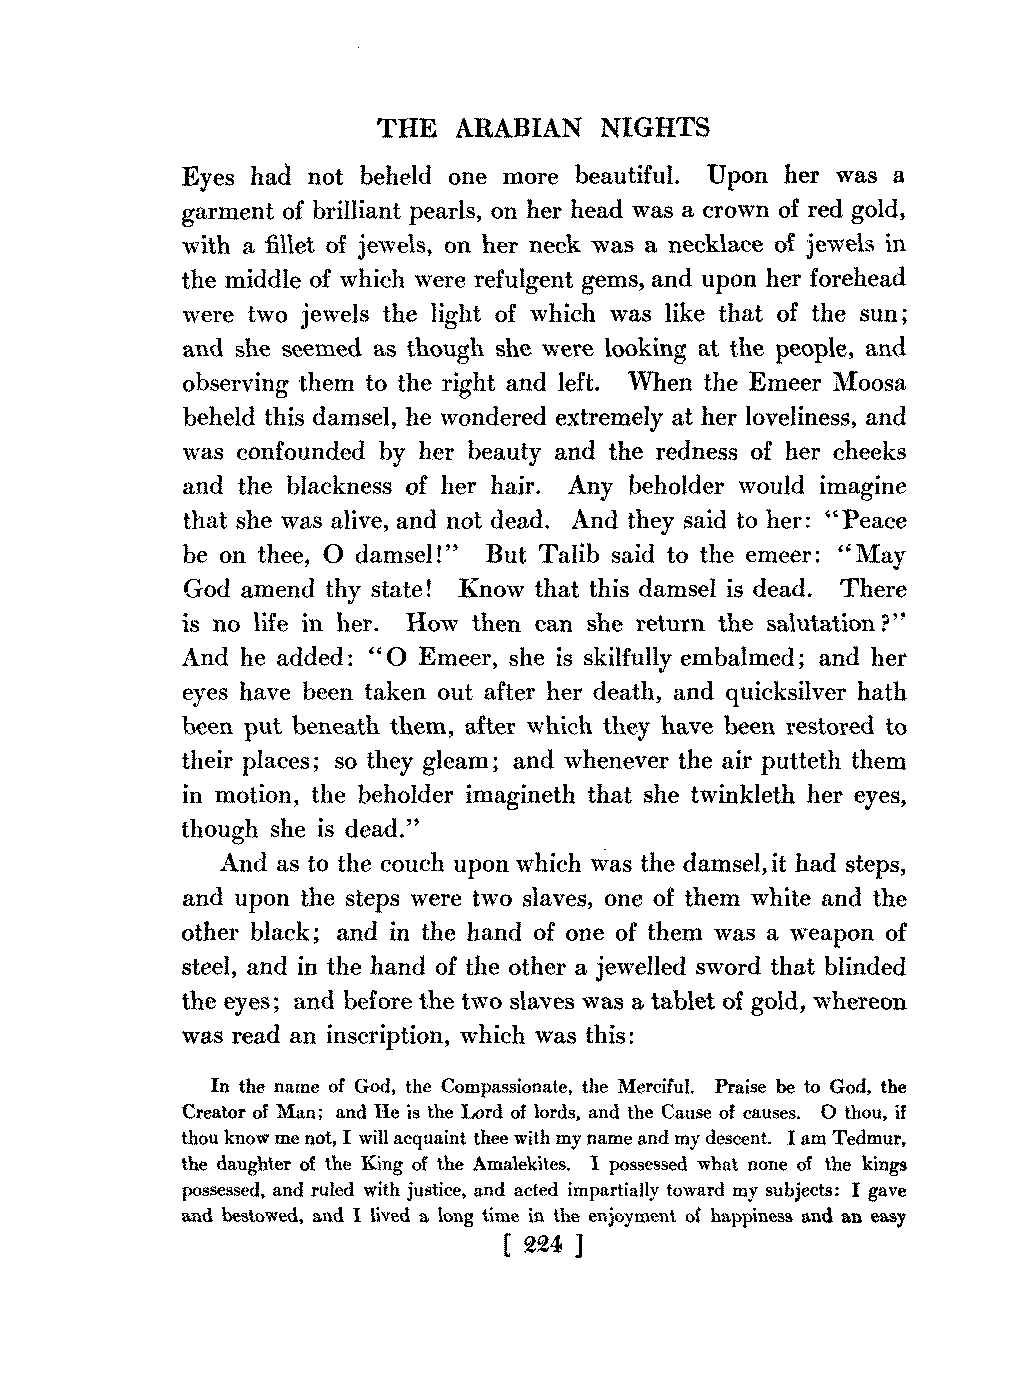 THE ARABIAN NIGHTS
Eyes had not beheld one more beautiful. Upon her was a
garment of brilliant pearls, on her head was a crown of red gold,
with a fillet of jewels, on her neck was a necklace of jewels in
the middle of which were refulgent gems, and upon her forehead
were two jewels the light of which was like that of the sun;
and she seemed as though she were looking at the people, and
observing them to the right and left. When the Emeer Moosa
beheld this damsel, he wondered extremely at her loveliness, and
was confounded by her beauty and the redness of her cheeks
and the blackness of her hair. Any beholder would imagine
that she was alive, and not dead. And they said to her: "Peace
be on thee, O damsel!" But Talib said to the emeer: "May
God amend thy state! Know that this damsel is dead. There
is no life in her. How then can she return the salutation?"
And he added: "O Emeer, she is skilfully embalmed; and her
eyes have been taken out after her death, and quicksilver hath
been put beneath them, after which they have been restored to
their places; so they gleam; and whenever the air putteth them
in motion, the beholder imagineth that she twinkleth her eyes,
though she is dead."
And as to the couch upon which was the damsel, it had steps,
and upon the steps were two slaves, one of them white and the
other black; and in the hand of one of them was a weapon of
steel, and in the hand of the other a jewelled sword that blinded
the eyes; and before the two slaves was a tablet of gold, whereon
was read an inscription, which was this:
In the name of God, the Compassionate, the Merciful. Praise be to God, the
Creator of Man; and He is the Lord of lords, and the Cause of causes. O thou, if
thou know me not, I will acquaint thee with my name and my descent. I am Tedmur,
the daughter of the King of the Amalekites. I possessed what none of the kings
possessed, and ruled with justice, and acted impartially toward my subjects: I gave
and bestowed, and I lived a long time in the enjoyment of happiness and an easy
[ 224 ]